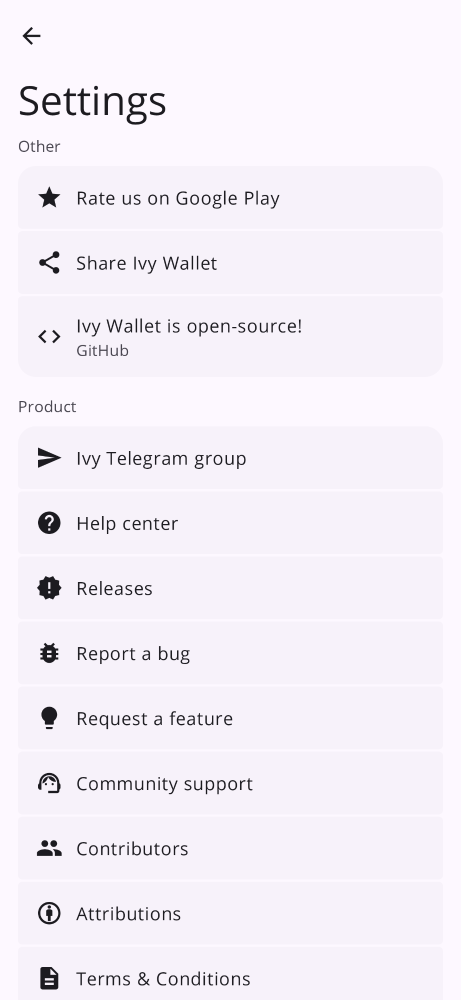 Settings
Other
Rate us on Google Play
Share Ivy Wallet
Ivy Wallet is open-source!
GitHub
Product
Ivy Telegram group
Help center
Releases
Report a bug
Request a feature
Community support
Contributors
Attributions
Terms & Conditions